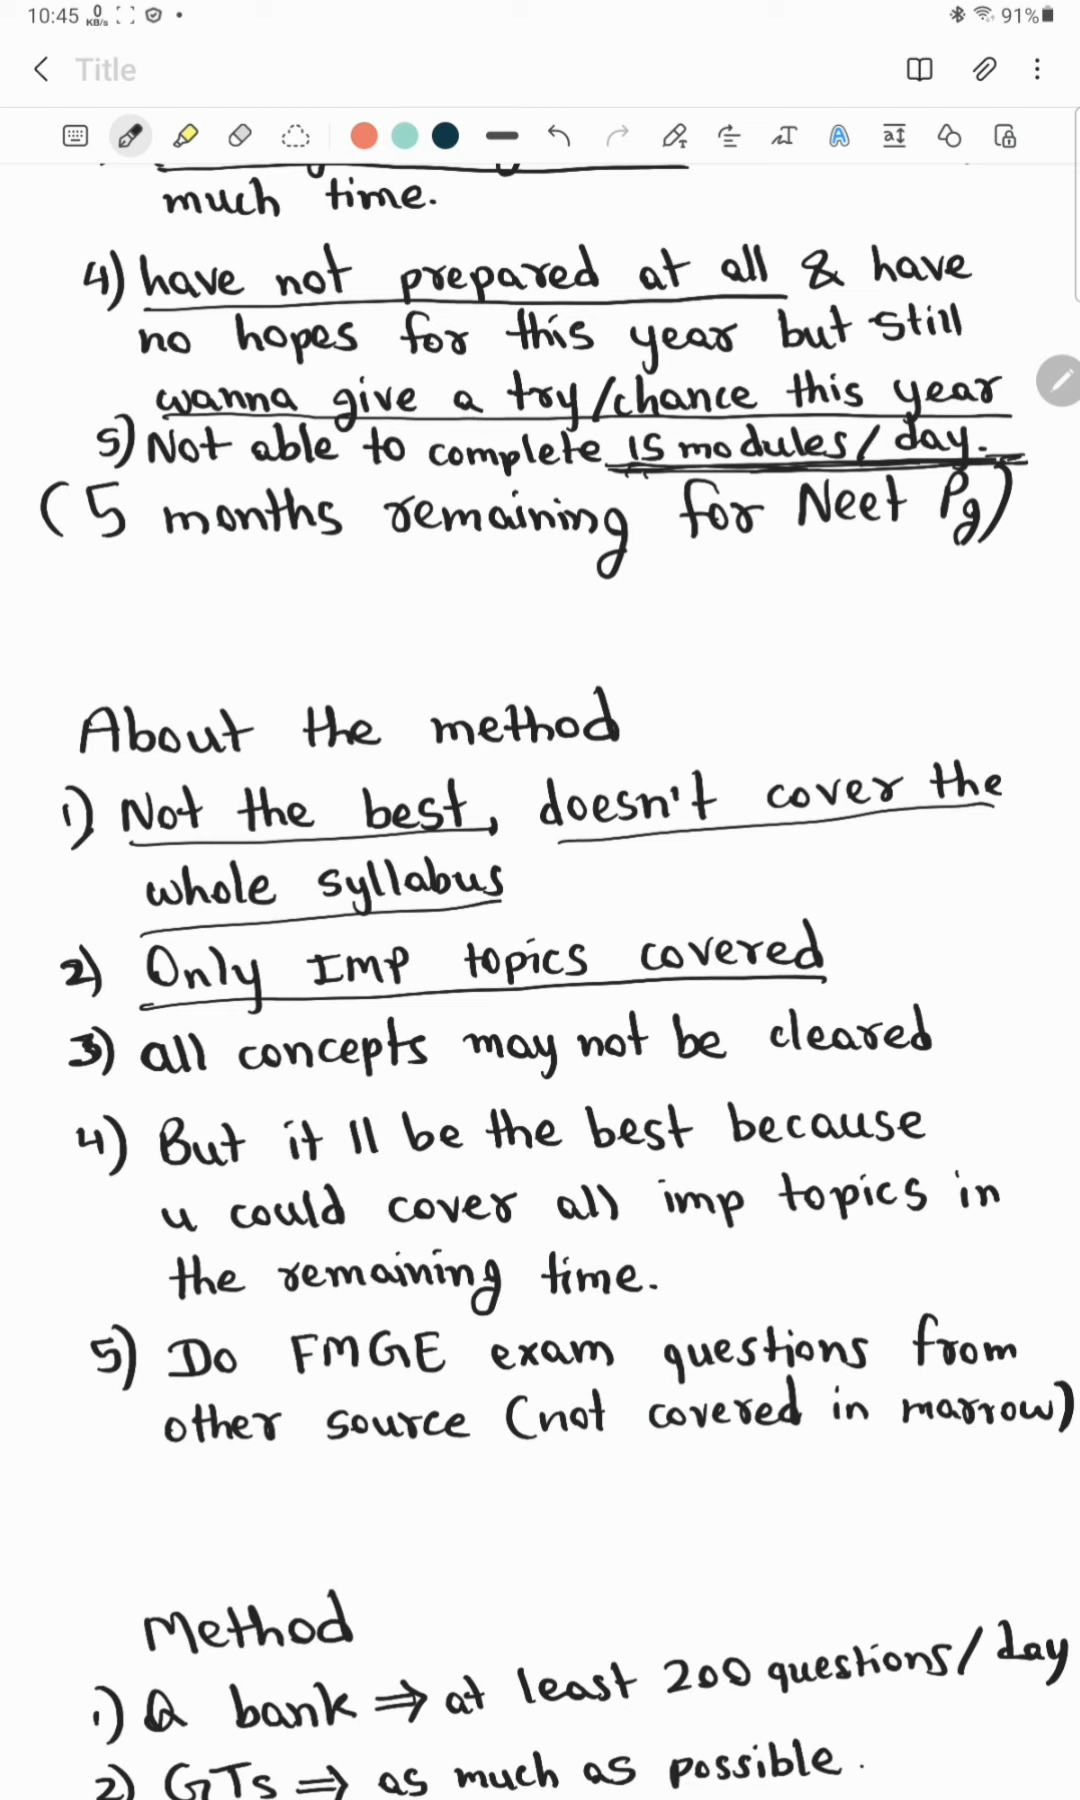 10:45 0 KB/s 91%
Title
much time.
4) have not prepared at all & have
no hopes for this year but still
wanna give a try/chance this year
5) Not able to complete 15 modules/day.
(5 months remaining for Neet Pg)
About the method
1) Not the best, doesn't cover the
whole syllabus
2) Only IMP topics covered
3) all concepts may not be cleared
4) But it ll be the best because
u could cover all imp topics in
the remaining time.
5) Do FMGE exam questions from
other source (not covered in marrow)
Method
1) Q bank ⇒ at least 200 questions/day
2) GTs ⇒ as much as possible.